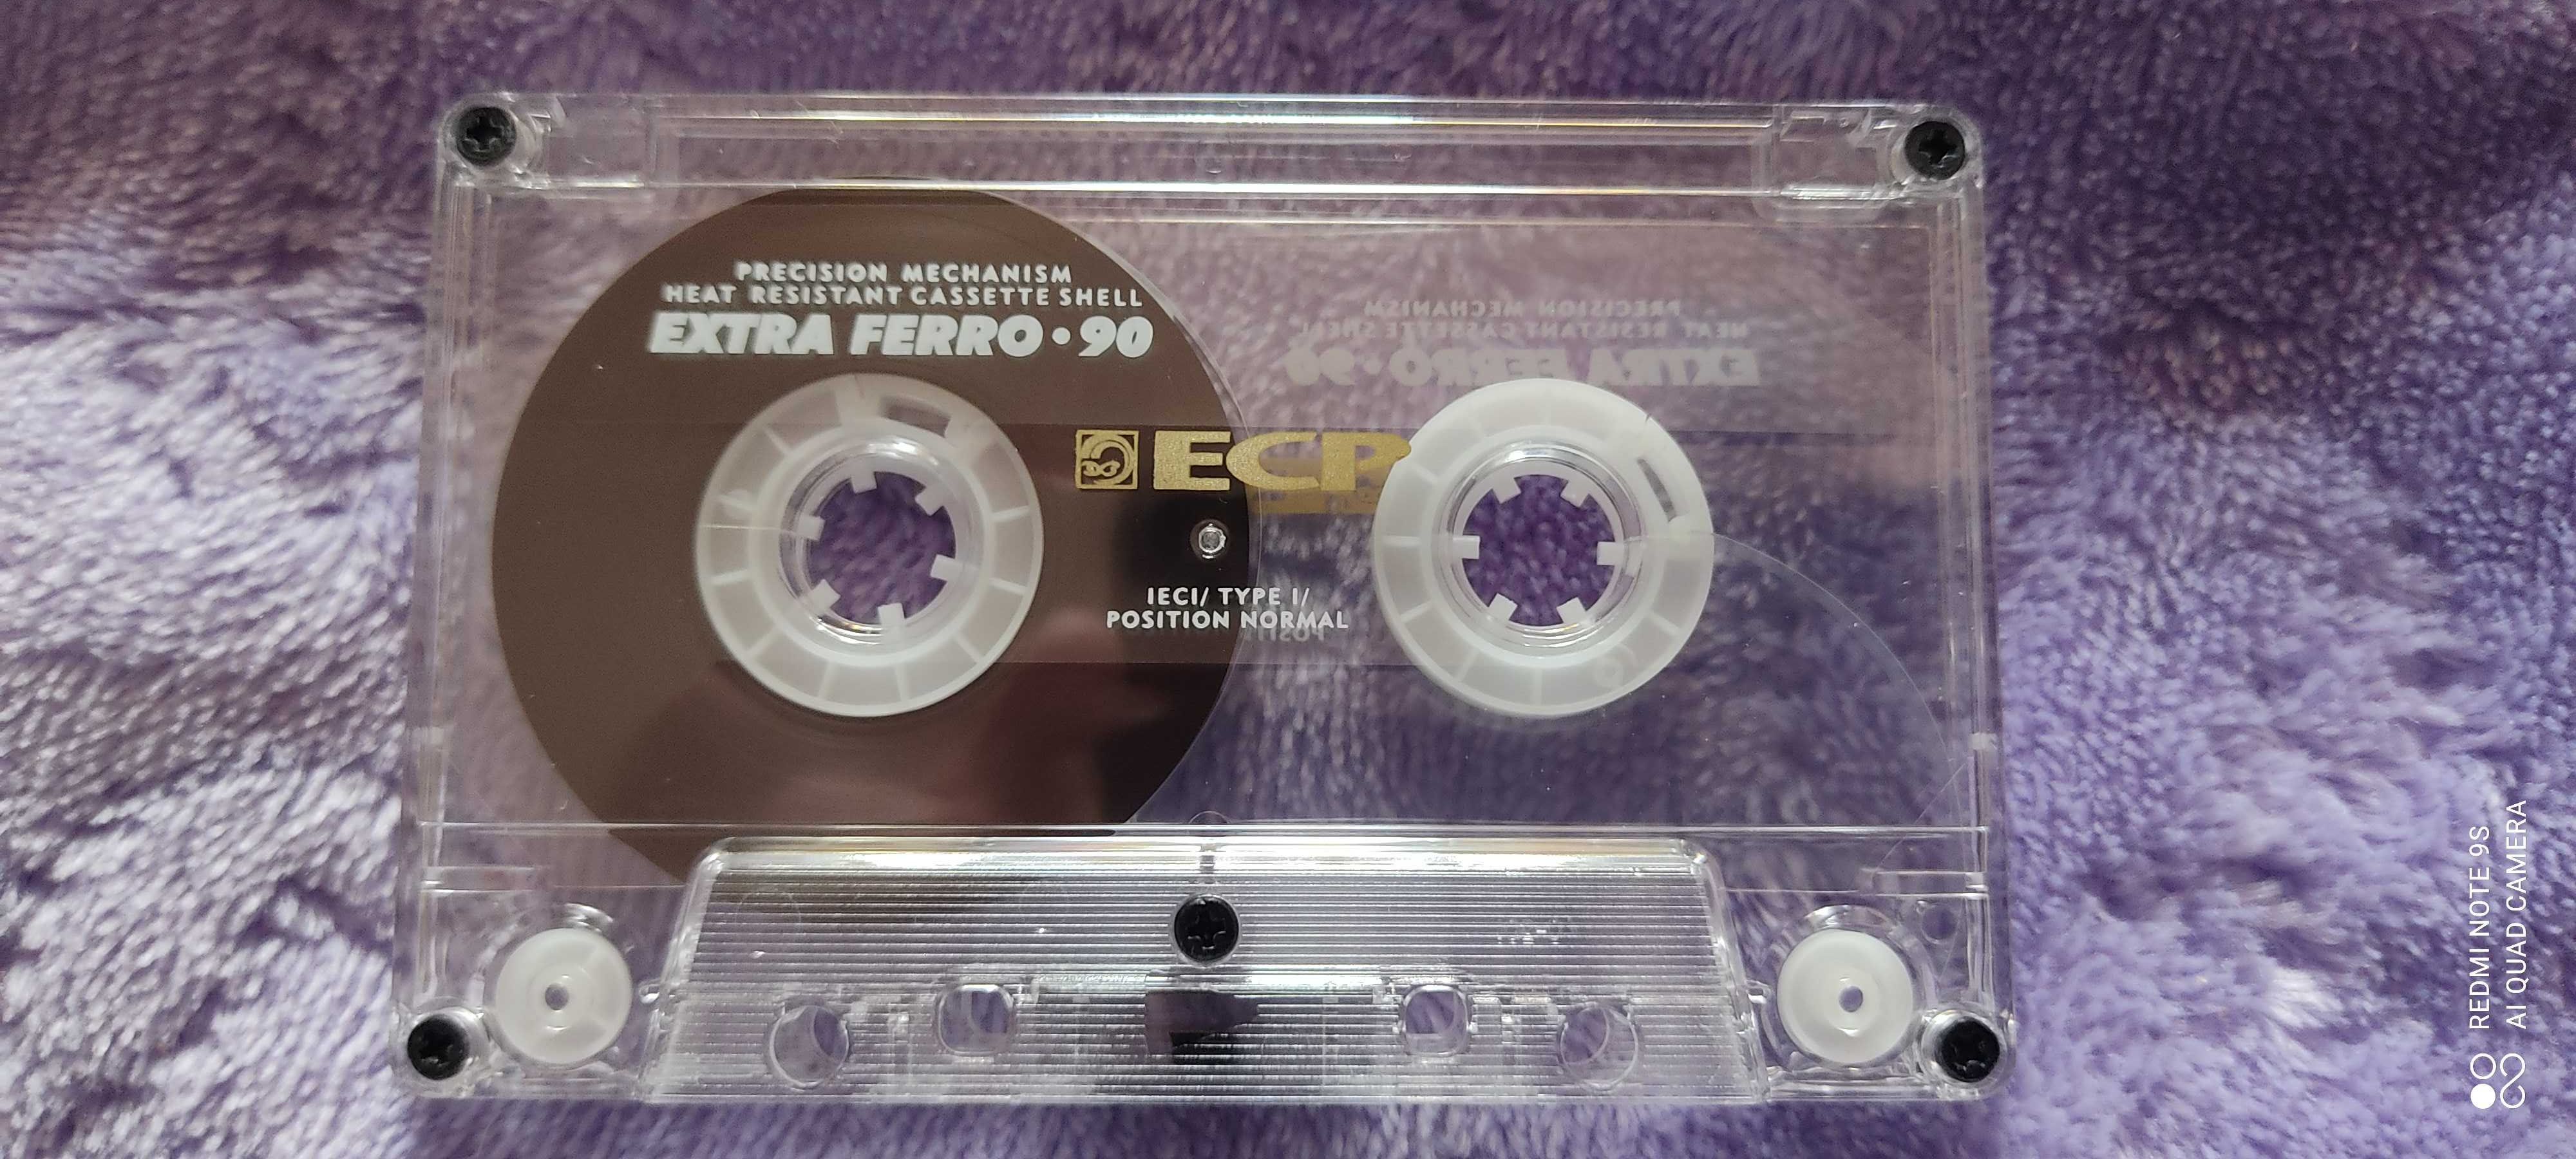 PRECISION MECHANISM
HEAT RESISTANT CASSETTE SHELL
EXTRA FERRO • 90
ECP
IECI/ TYPE I/
POSITION NORMAL
REDMI NOTE 9S
AI QUAD CAMERA